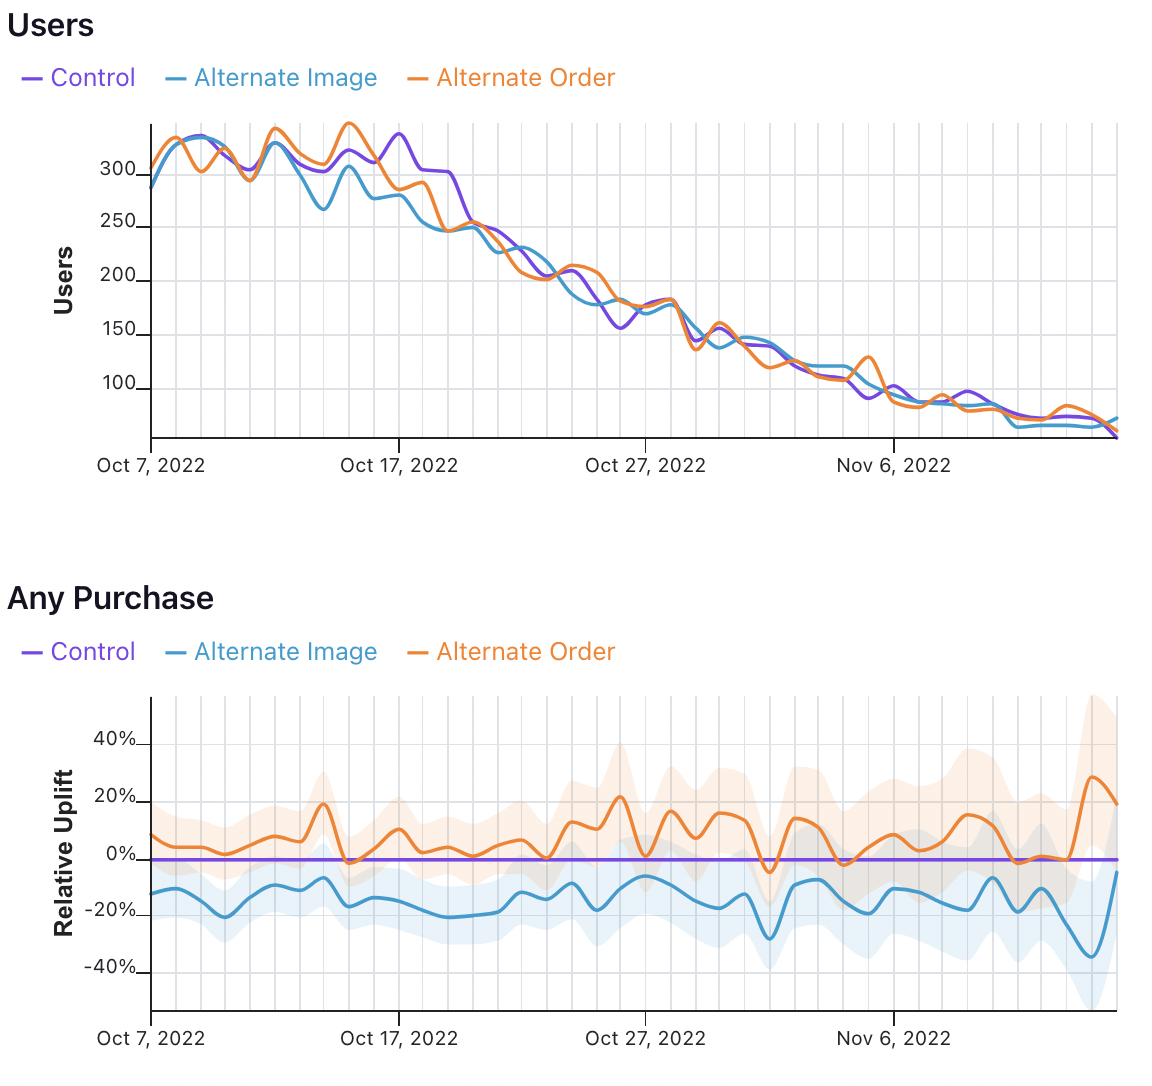 Users
Control Alternate Image Alternate Order
300
250
200
150
100
Users
Oct 7, 2022 Oct 17, 2022 Oct 27, 2022 Nov 6, 2022
Any Purchase
Control Alternate Image Alternate Order
40%
20%
0%
-20%
-40%
Relative Uplift
Oct 7, 2022 Oct 17, 2022 Oct 27, 2022 Nov 6, 2022